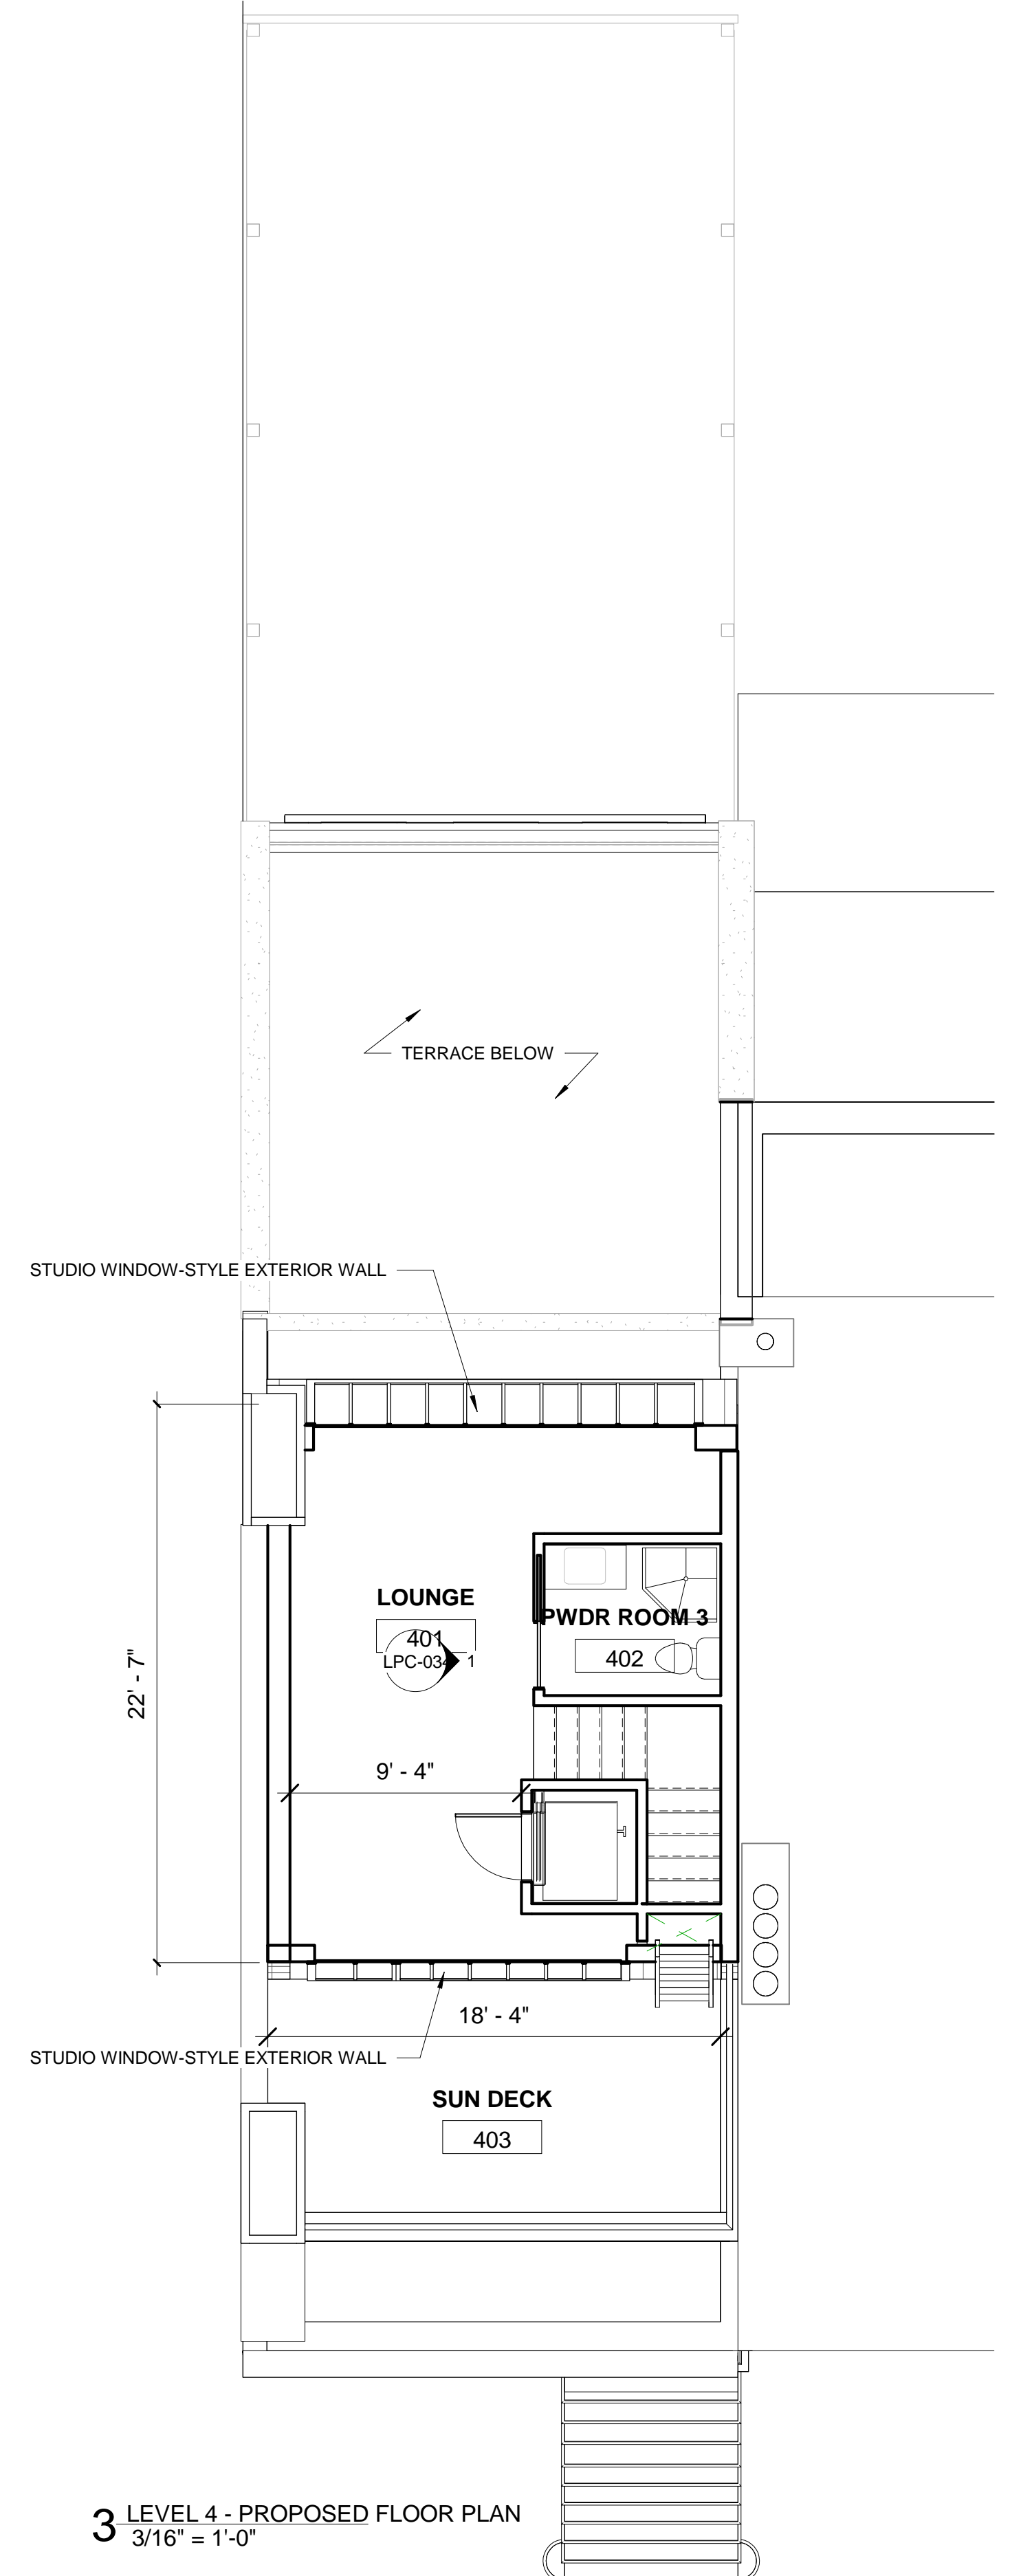 TERRACE BELOW
STUDIO WINDOW-STYLE EXTERIOR WALL
LOUNGE
401
LPC-034
1
PWDR ROOM 3
402
22' - 7"
9' - 4"
18' - 4"
STUDIO WINDOW-STYLE EXTERIOR WALL
SUN DECK
403
3 LEVEL 4 - PROPOSED FLOOR PLAN
3/16" = 1'-0"